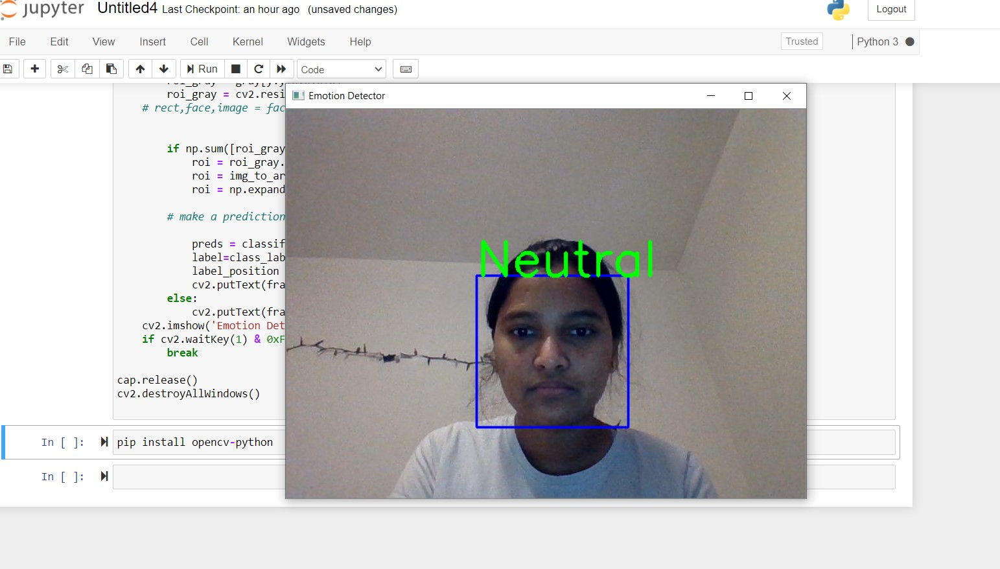 jupyter Untitled4 Last Checkpoint: an hour ago (unsaved changes) Logout
File Edit View Insert Cell Kernel Widgets Help Trusted Python 3
Run Code
roi_gray = cv2.resi
# rect,face,image = fac
if np.sum([roi_gray
roi = roi_gray.
roi = img_to_ar
roi = np.expand
# make a prediction
preds = classif
label=class_lab
label_position
cv2.putText(fra
else:
cv2.putText(fra
cv2.imshow('Emotion Det
if cv2.waitKey(1) & 0xF
break
cap.release()
cv2.destroyAllWindows()
In [ ]: pip install opencv-python
In [ ]:
Emotion Detector
Neutral